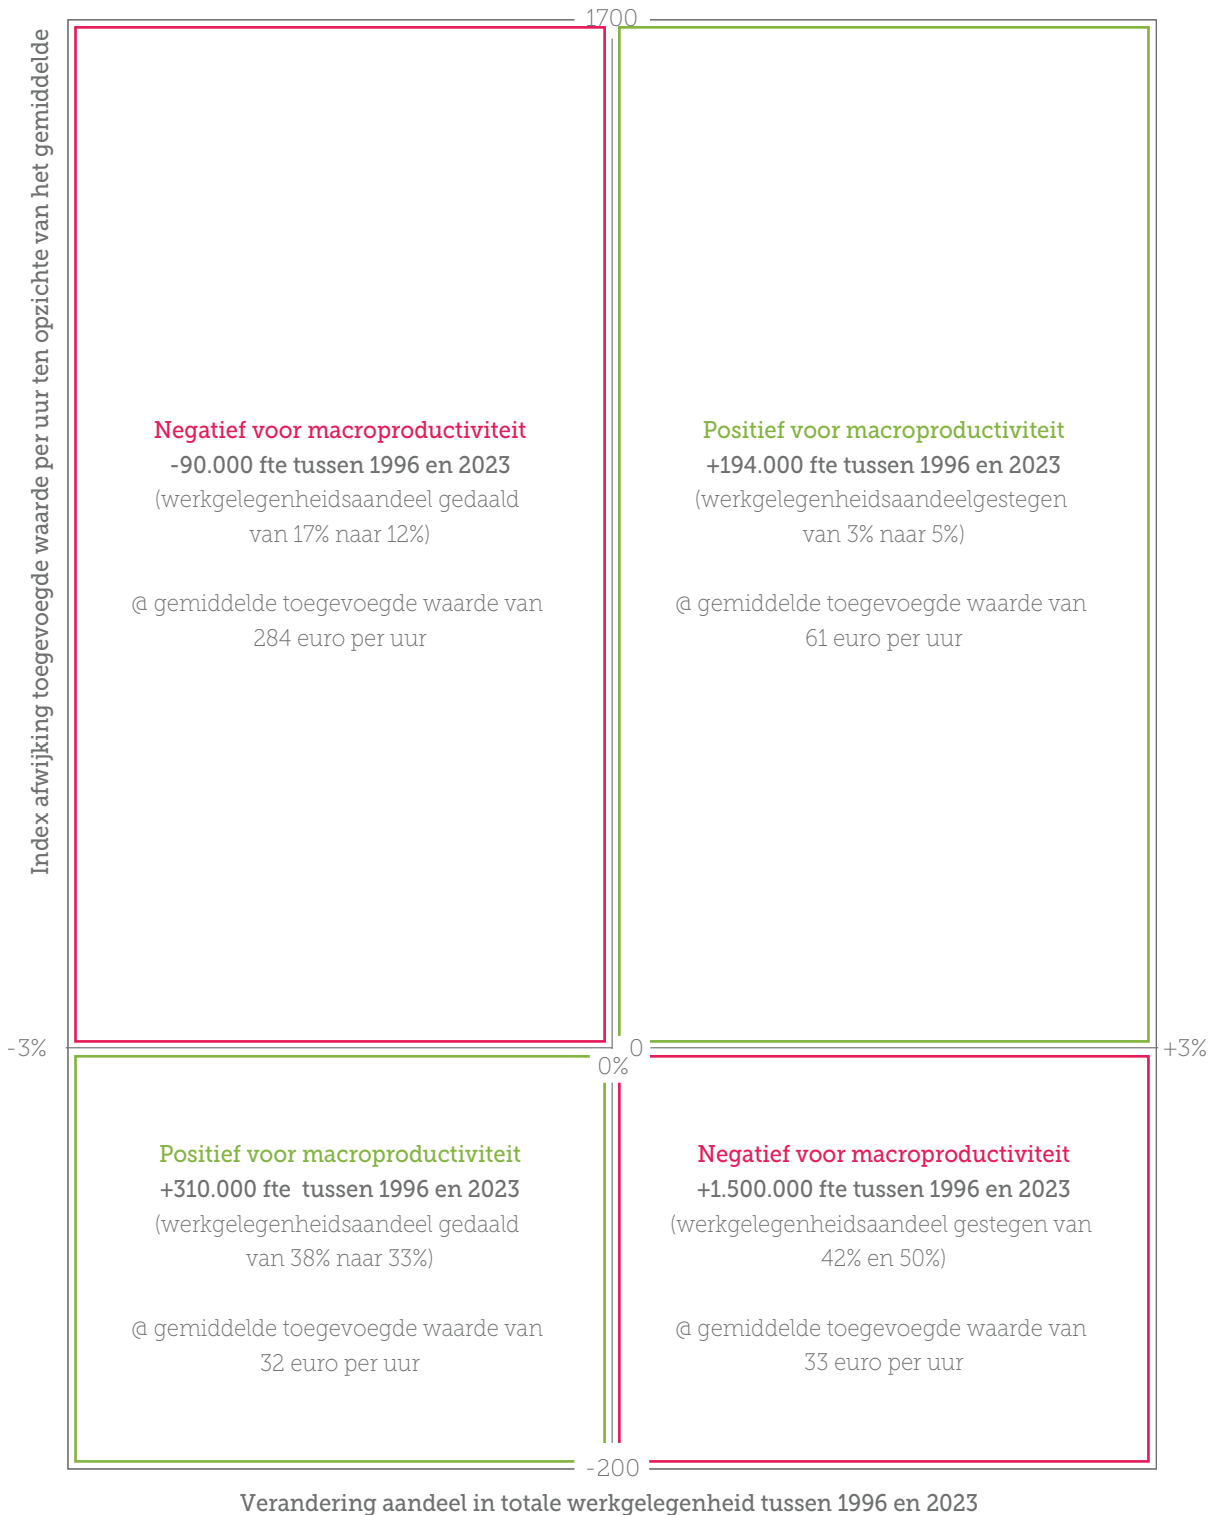 1700
Index afwijking toegevoegde waarde per uur ten opzichte van het gemiddelde
Negatief voor macroproductiviteit
-90.000 fte tussen 1996 en 2023
(werkgelegenheidsaandeel gedaald
van 17% naar 12%)
@ gemiddelde toegevoegde waarde van
284 euro per uur
Positief voor macroproductiviteit
+194.000 fte tussen 1996 en 2023
(werkgelegenheidsaandeelgestegen
van 3% naar 5%)
@ gemiddelde toegevoegde waarde van
61 euro per uur
-3%
0
0%
+3%
Positief voor macroproductiviteit
+310.000 fte  tussen 1996 en 2023
(werkgelegenheidsaandeel gedaald
van 38% naar 33%)
@ gemiddelde toegevoegde waarde van
32 euro per uur
Negatief voor macroproductiviteit
+1.500.000 fte tussen 1996 en 2023
(werkgelegenheidsaandeel gestegen van
42% en 50%)
@ gemiddelde toegevoegde waarde van
33 euro per uur
-200
Verandering aandeel in totale werkgelegenheid tussen 1996 en 2023